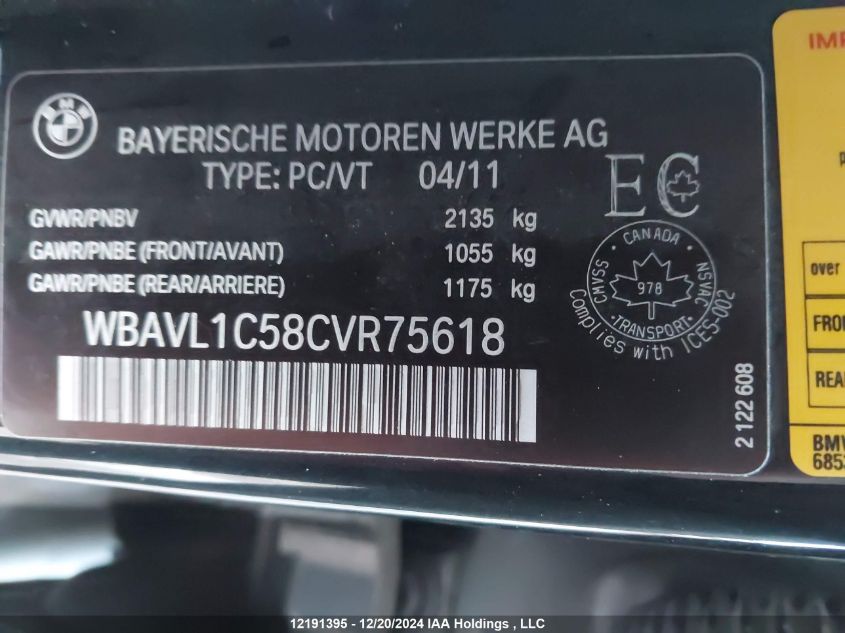 IMP
BMW
BAYERISCHE MOTOREN WERKE AG
TYPE: PC/VT 04/11
EC
GVWR/PNBV 2135 kg
GAWR/PNBE (FRONT/AVANT) 1055 kg
GAWR/PNBE (REAR/ARRIERE) 1175 kg
WBAVL1C58CVR75618
CANADA
CMVSS 978 NSVAC
TRANSPORT
Complies with ICES-002
2 122 608
over
FRO
REA
BMW
685
12191395 - 12/20/2024 IAA Holdings , LLC